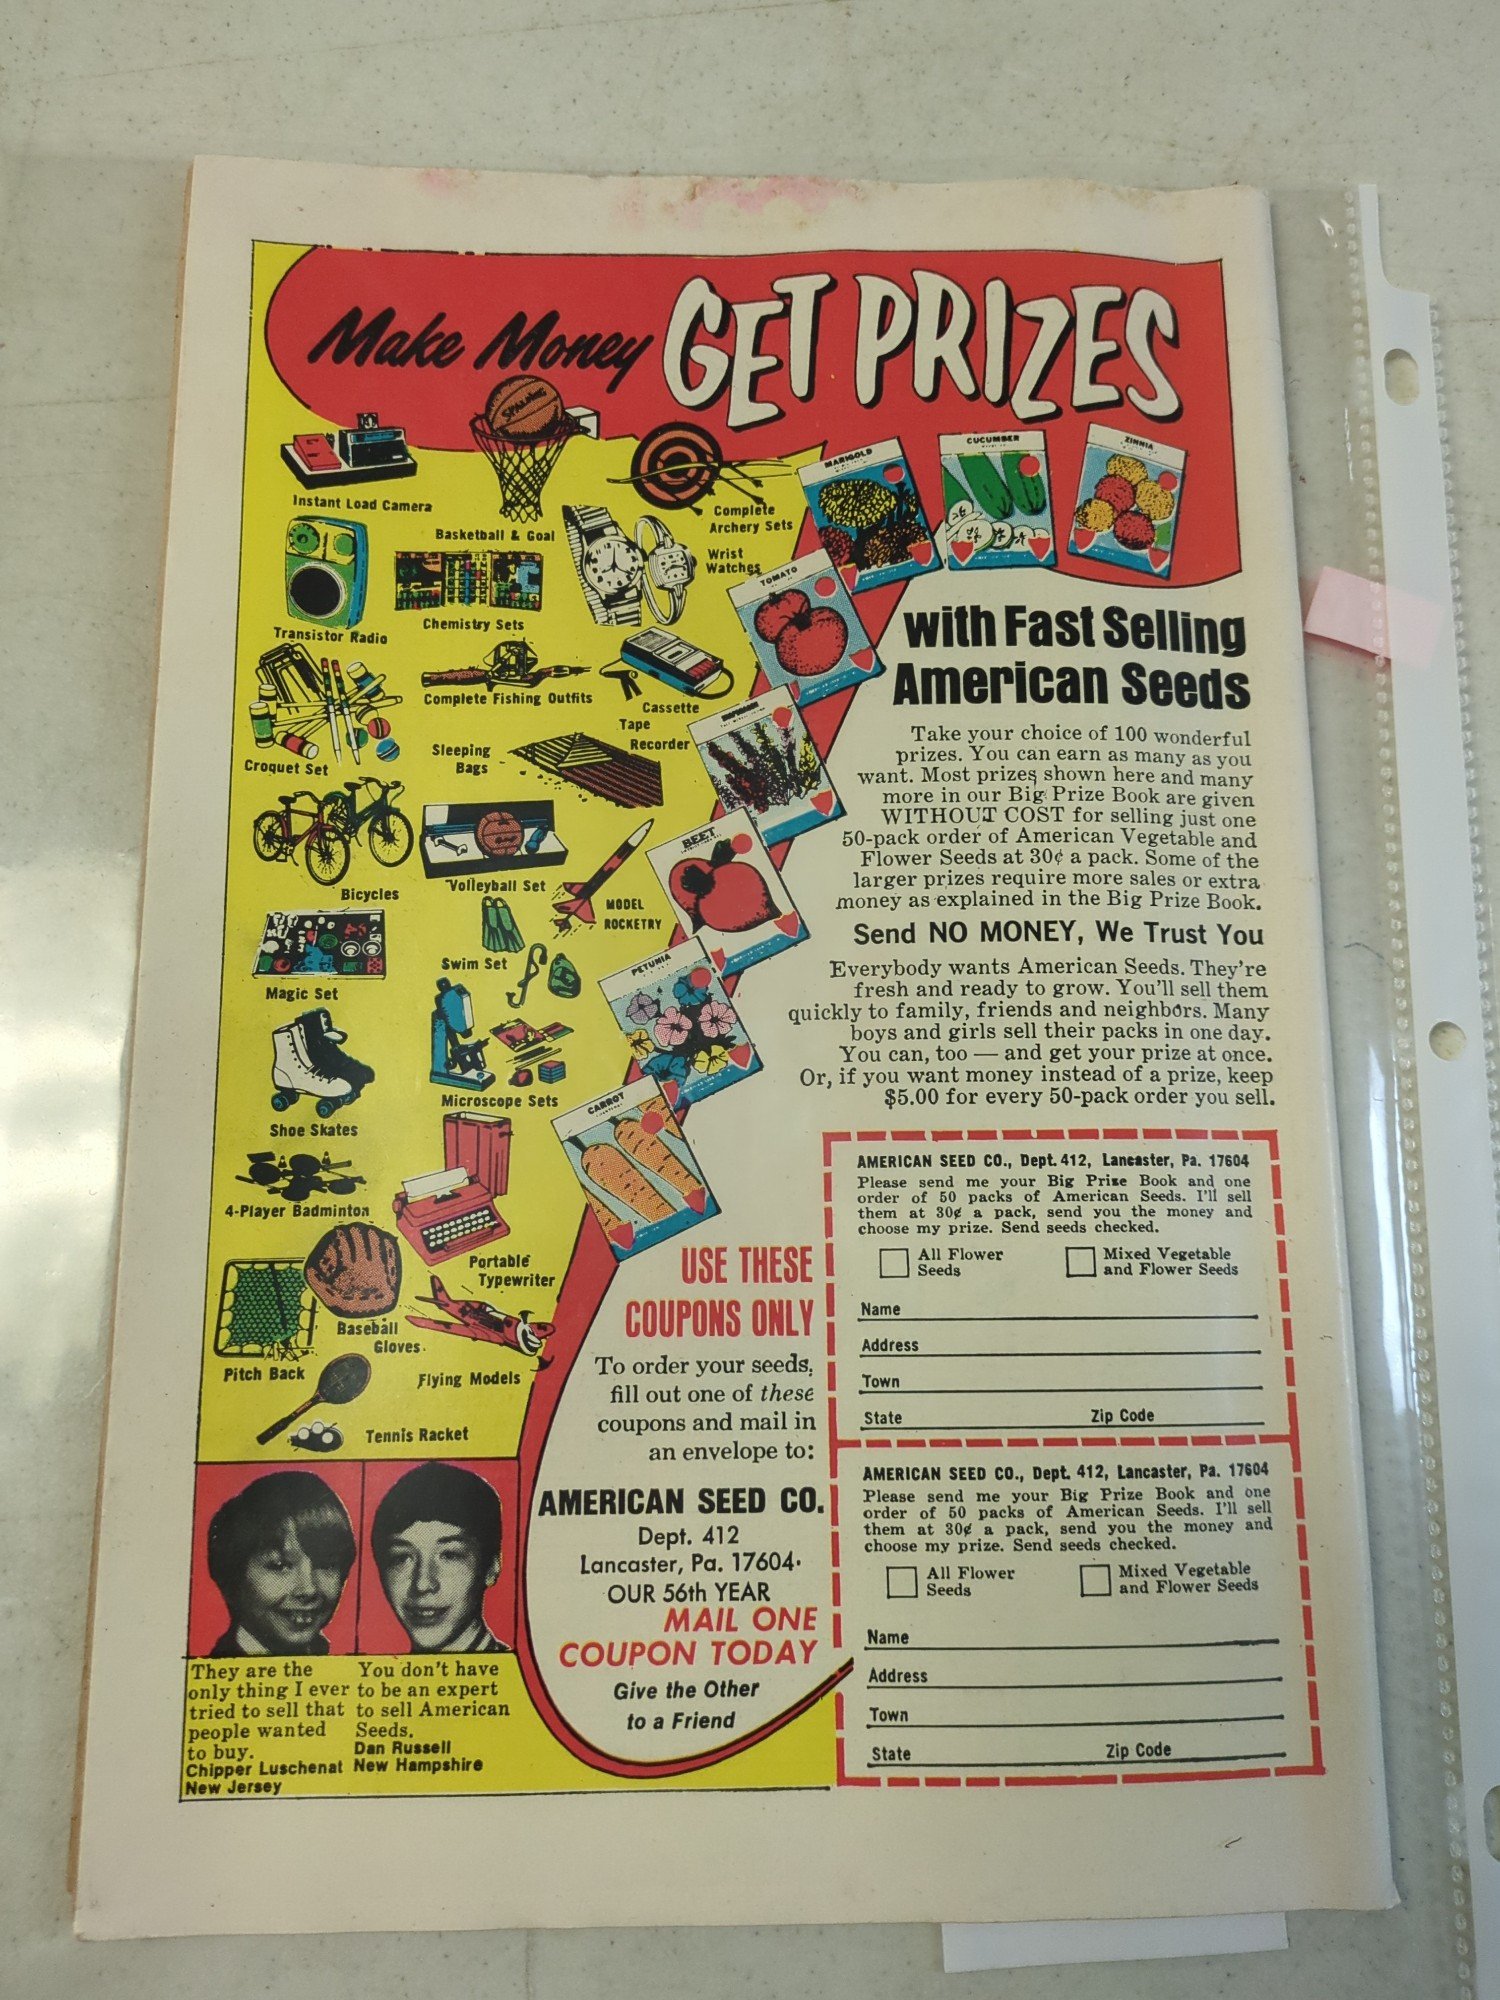 Make Money GET PRIZES
SPALDING
Instant Load Camera
Basketball & Goal
Complete
Archery Sets
Wrist
Watches
Transistor Radio
Chemistry Sets
Complete Fishing Outfits
Cassette
Tape
Recorder
Croquet Set
Sleeping
Bags
Bicycles
Volleyball Set
MODEL
ROCKETRY
Magic Set
Swim Set
Shoe Skates
Microscope Sets
4-Player Badminton
Portable
Typewriter
Baseball
Gloves
Pitch Back
Flying Models
Tennis Racket
MARIGOLD
CUCUMBER
ZINNIA
TOMATO
BEET
PETUNIA
CARROT
with Fast Selling
American Seeds
Take your choice of 100 wonderful
prizes. You can earn as many as you
want. Most prizes shown here and many
more in our Big Prize Book are given
WITHOUT COST for selling just one
50-pack order of American Vegetable and
Flower Seeds at 30¢ a pack. Some of the
larger prizes require more sales or extra
money as explained in the Big Prize Book.
Send NO MONEY, We Trust You
Everybody wants American Seeds. They're
fresh and ready to grow. You'll sell them
quickly to family, friends and neighbors. Many
boys and girls sell their packs in one day.
You can, too — and get your prize at once.
Or, if you want money instead of a prize, keep
$5.00 for every 50-pack order you sell.
USE THESE
COUPONS ONLY
To order your seeds,
fill out one of these
coupons and mail in
an envelope to:
AMERICAN SEED CO.
Dept. 412
Lancaster, Pa. 17604
OUR 56th YEAR
MAIL ONE
COUPON TODAY
Give the Other
to a Friend
AMERICAN SEED CO., Dept. 412, Lancaster, Pa. 17604
Please send me your Big Prize Book and one
order of 50 packs of American Seeds. I'll sell
them at 30¢ a pack, send you the money and
choose my prize. Send seeds checked.
All Flower
Seeds
Mixed Vegetable
and Flower Seeds
Name
Address
Town
State Zip Code
AMERICAN SEED CO., Dept. 412, Lancaster, Pa. 17604
Please send me your Big Prize Book and one
order of 50 packs of American Seeds. I'll sell
them at 30¢ a pack, send you the money and
choose my prize. Send seeds checked.
All Flower
Seeds
Mixed Vegetable
and Flower Seeds
Name
Address
Town
State Zip Code
They are the
only thing I ever
tried to sell that
people wanted
to buy.
Chipper Luschenat
New Jersey
You don't have
to be an expert
to sell American
Seeds.
Dan Russell
New Hampshire